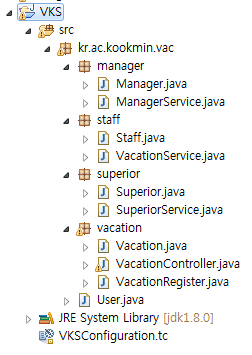 VKS
src
kr.ac.kookmin.vac
manager
Manager.java
ManagerService.java
staff
Staff.java
VacationService.java
superior
Superior.java
SuperiorService.java
vacation
Vacation.java
VacationController.java
VacationRegister.java
User.java
JRE System Library [jdk1.8.0]
VKSConfiguration.tc